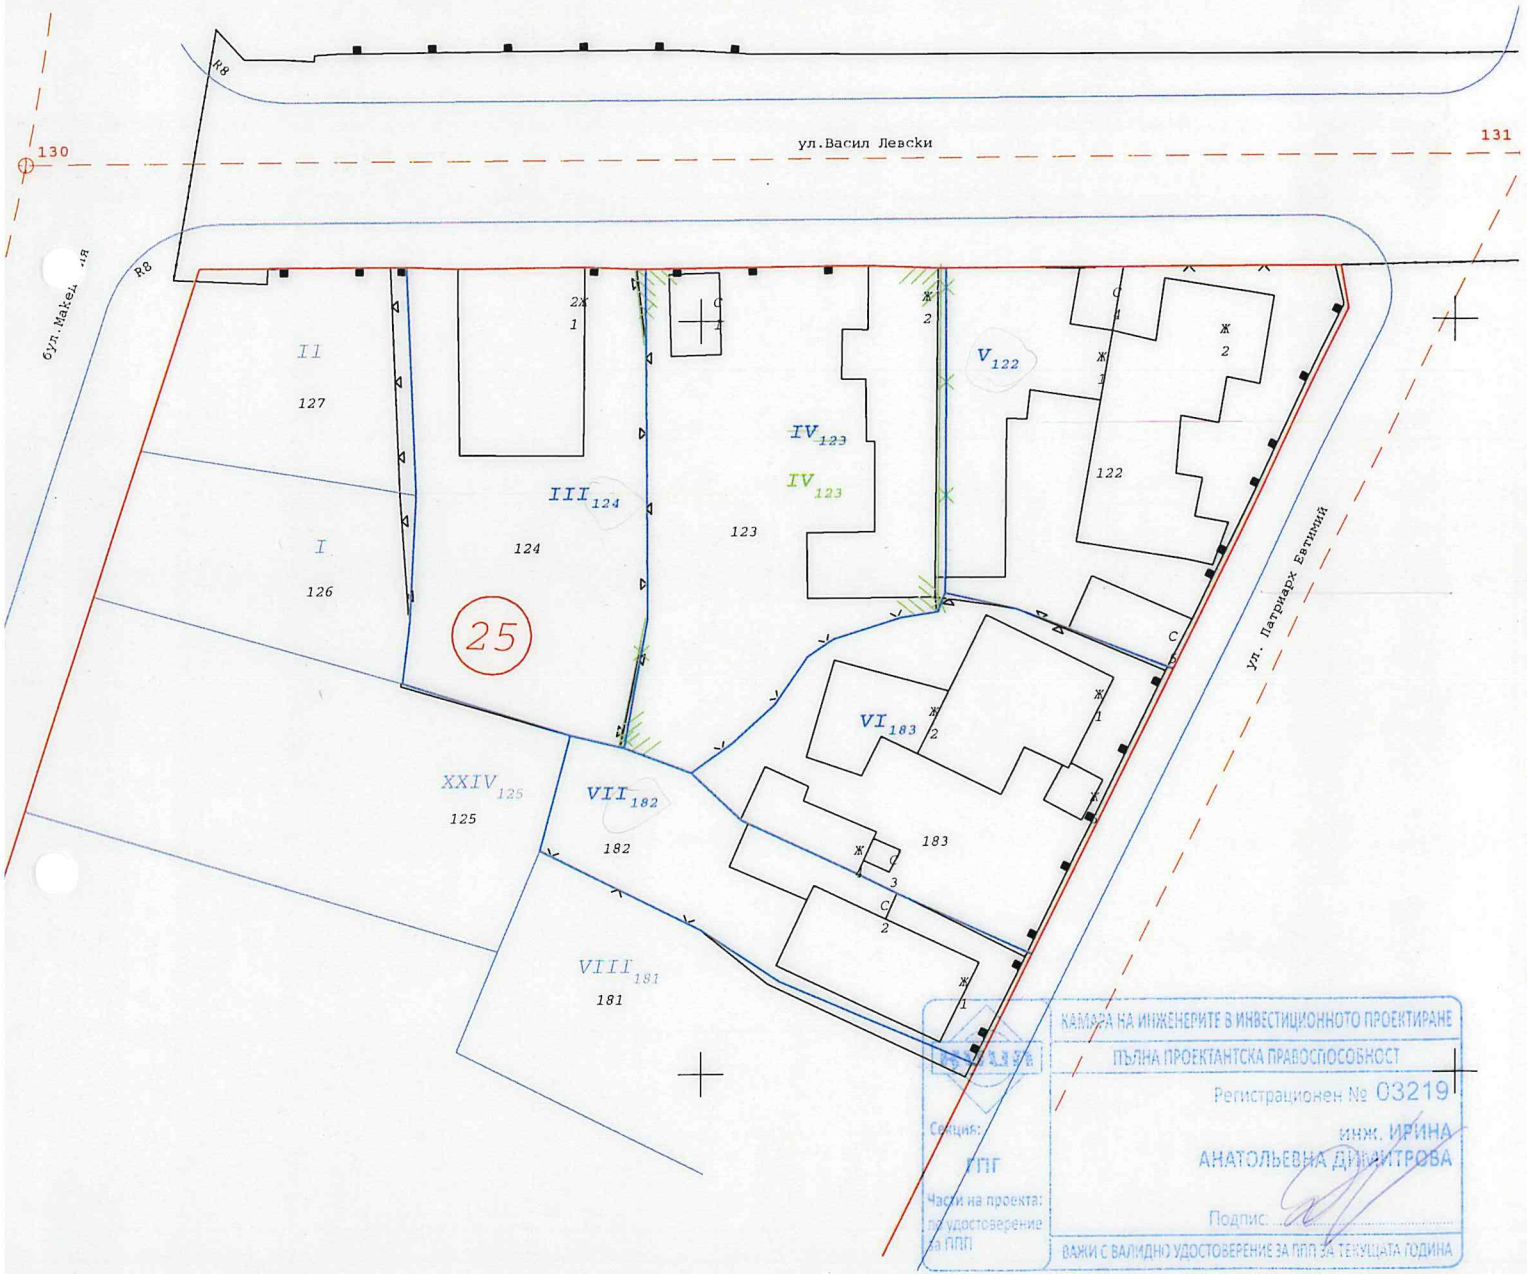 R8
130
ул.Васил Левски
131
R8
2Ж
1
С
1
Ж
2
V122
С
4
Ж
1
Ж
2
II
127
IV123
IV123
122
III124
123
124
I
126
25
ул. Патриарх Евтимий
С
Ж
1
VI183
Ж
2
XXIV125
125
VII182
182
183
Ж
4
С
3
С
2
VIII181
181
Ж
1
КАМАРА НА ИНЖЕНЕРИТЕ В ИНВЕСТИЦИОННОТО ПРОЕКТИРАНЕ
ПЪЛНА ПРОЕКТАНТСКА ПРАВОСПОСОБНОСТ
Регистрационен № 03219
Секция:
ГПГ
инж. ИРИНА
АНАТОЛЬЕВНА ДИМИТРОВА
Части на проекта:
по удостоверение
за ППП
Подпис:
ВАЖИ С ВАЛИДНО УДОСТОВЕРЕНИЕ ЗА ППП ЗА ТЕКУЩАТА ГОДИНА